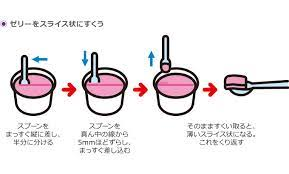 ゼリーをスライス状にすくう
スプーンを
まっすぐ縦に差し、
半分に分ける
スプーンを
真ん中の線から
5mmほどずらし、
まっすぐ差し込む
そのまますくい取ると、
薄いスライス状になる。
これをくり返す